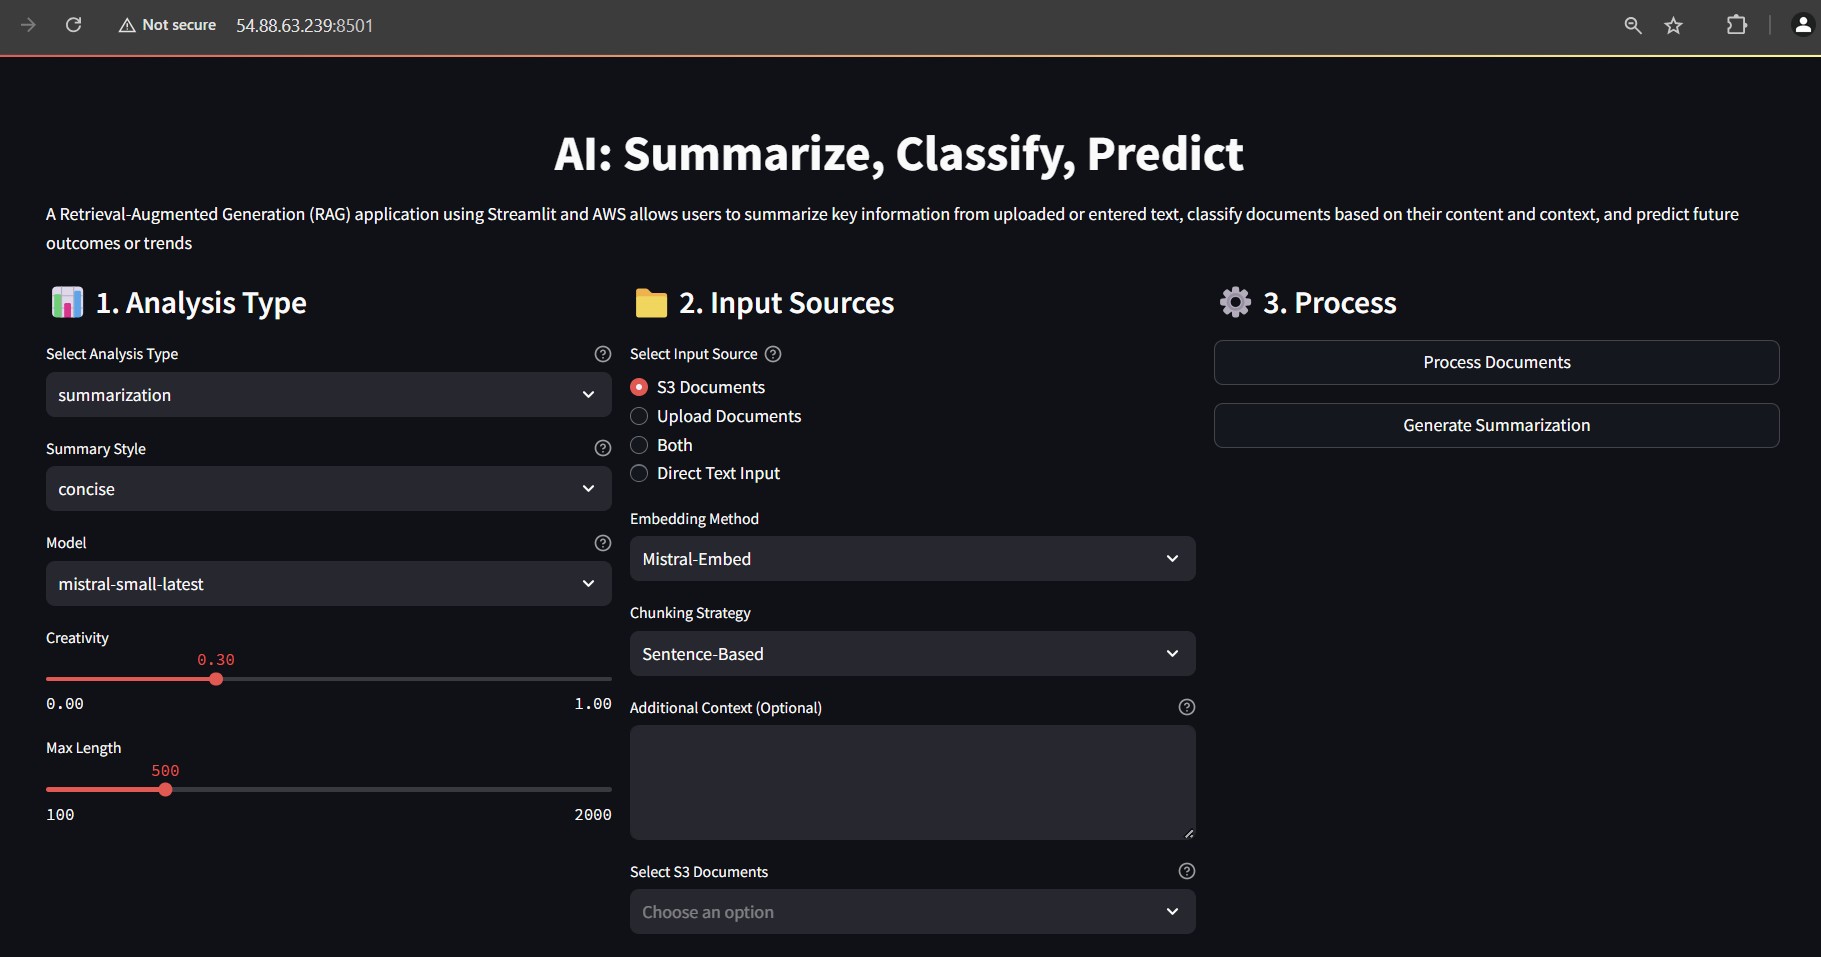 Not secure 54.88.63.239:8501
AI: Summarize, Classify, Predict
A Retrieval-Augmented Generation (RAG) application using Streamlit and AWS allows users to summarize key information from uploaded or entered text, classify documents based on their content and context, and predict future
outcomes or trends
1. Analysis Type
Select Analysis Type
summarization
Summary Style
concise
Model
mistral-small-latest
Creativity
0.30
0.00 1.00
Max Length
500
100 2000
2. Input Sources
Select Input Source
S3 Documents
Upload Documents
Both
Direct Text Input
Embedding Method
Mistral-Embed
Chunking Strategy
Sentence-Based
Additional Context (Optional)
Select S3 Documents
Choose an option
3. Process
Process Documents
Generate Summarization